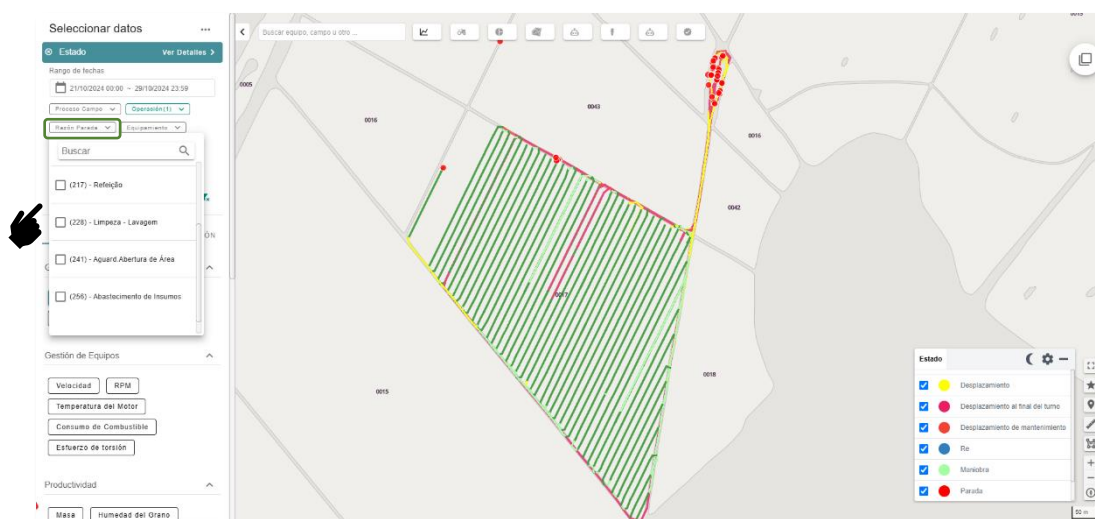 Seleccionar datos ...
Estado Ver Detalles >
Rango de fechas
21/10/2024 00:00 ~ 29/10/2024 23:59
Proceso Campo
Operación(1)
Razón Parada
Equipamiento
Buscar
(217) - Refeição
(228) - Limpeza - Lavagem
(241) - Aguard.Abertura de Área
(256) - Abastecimento de Insumos
ÓN
G
Gestión de Equipos
Velocidad
RPM
Temperatura del Motor
Consumo de Combustible
Esfuerzo de torsión
Productividad
Masa
Humedad del Grano
Buscar equipo, campo u otro ...
0005
0016
0043
0016
0042
0017
0015
0018
Estado
Desplazamiento
Desplazamiento al final del turno
Desplazamiento de mantenimiento
Re
Maniobra
Parada
50 m